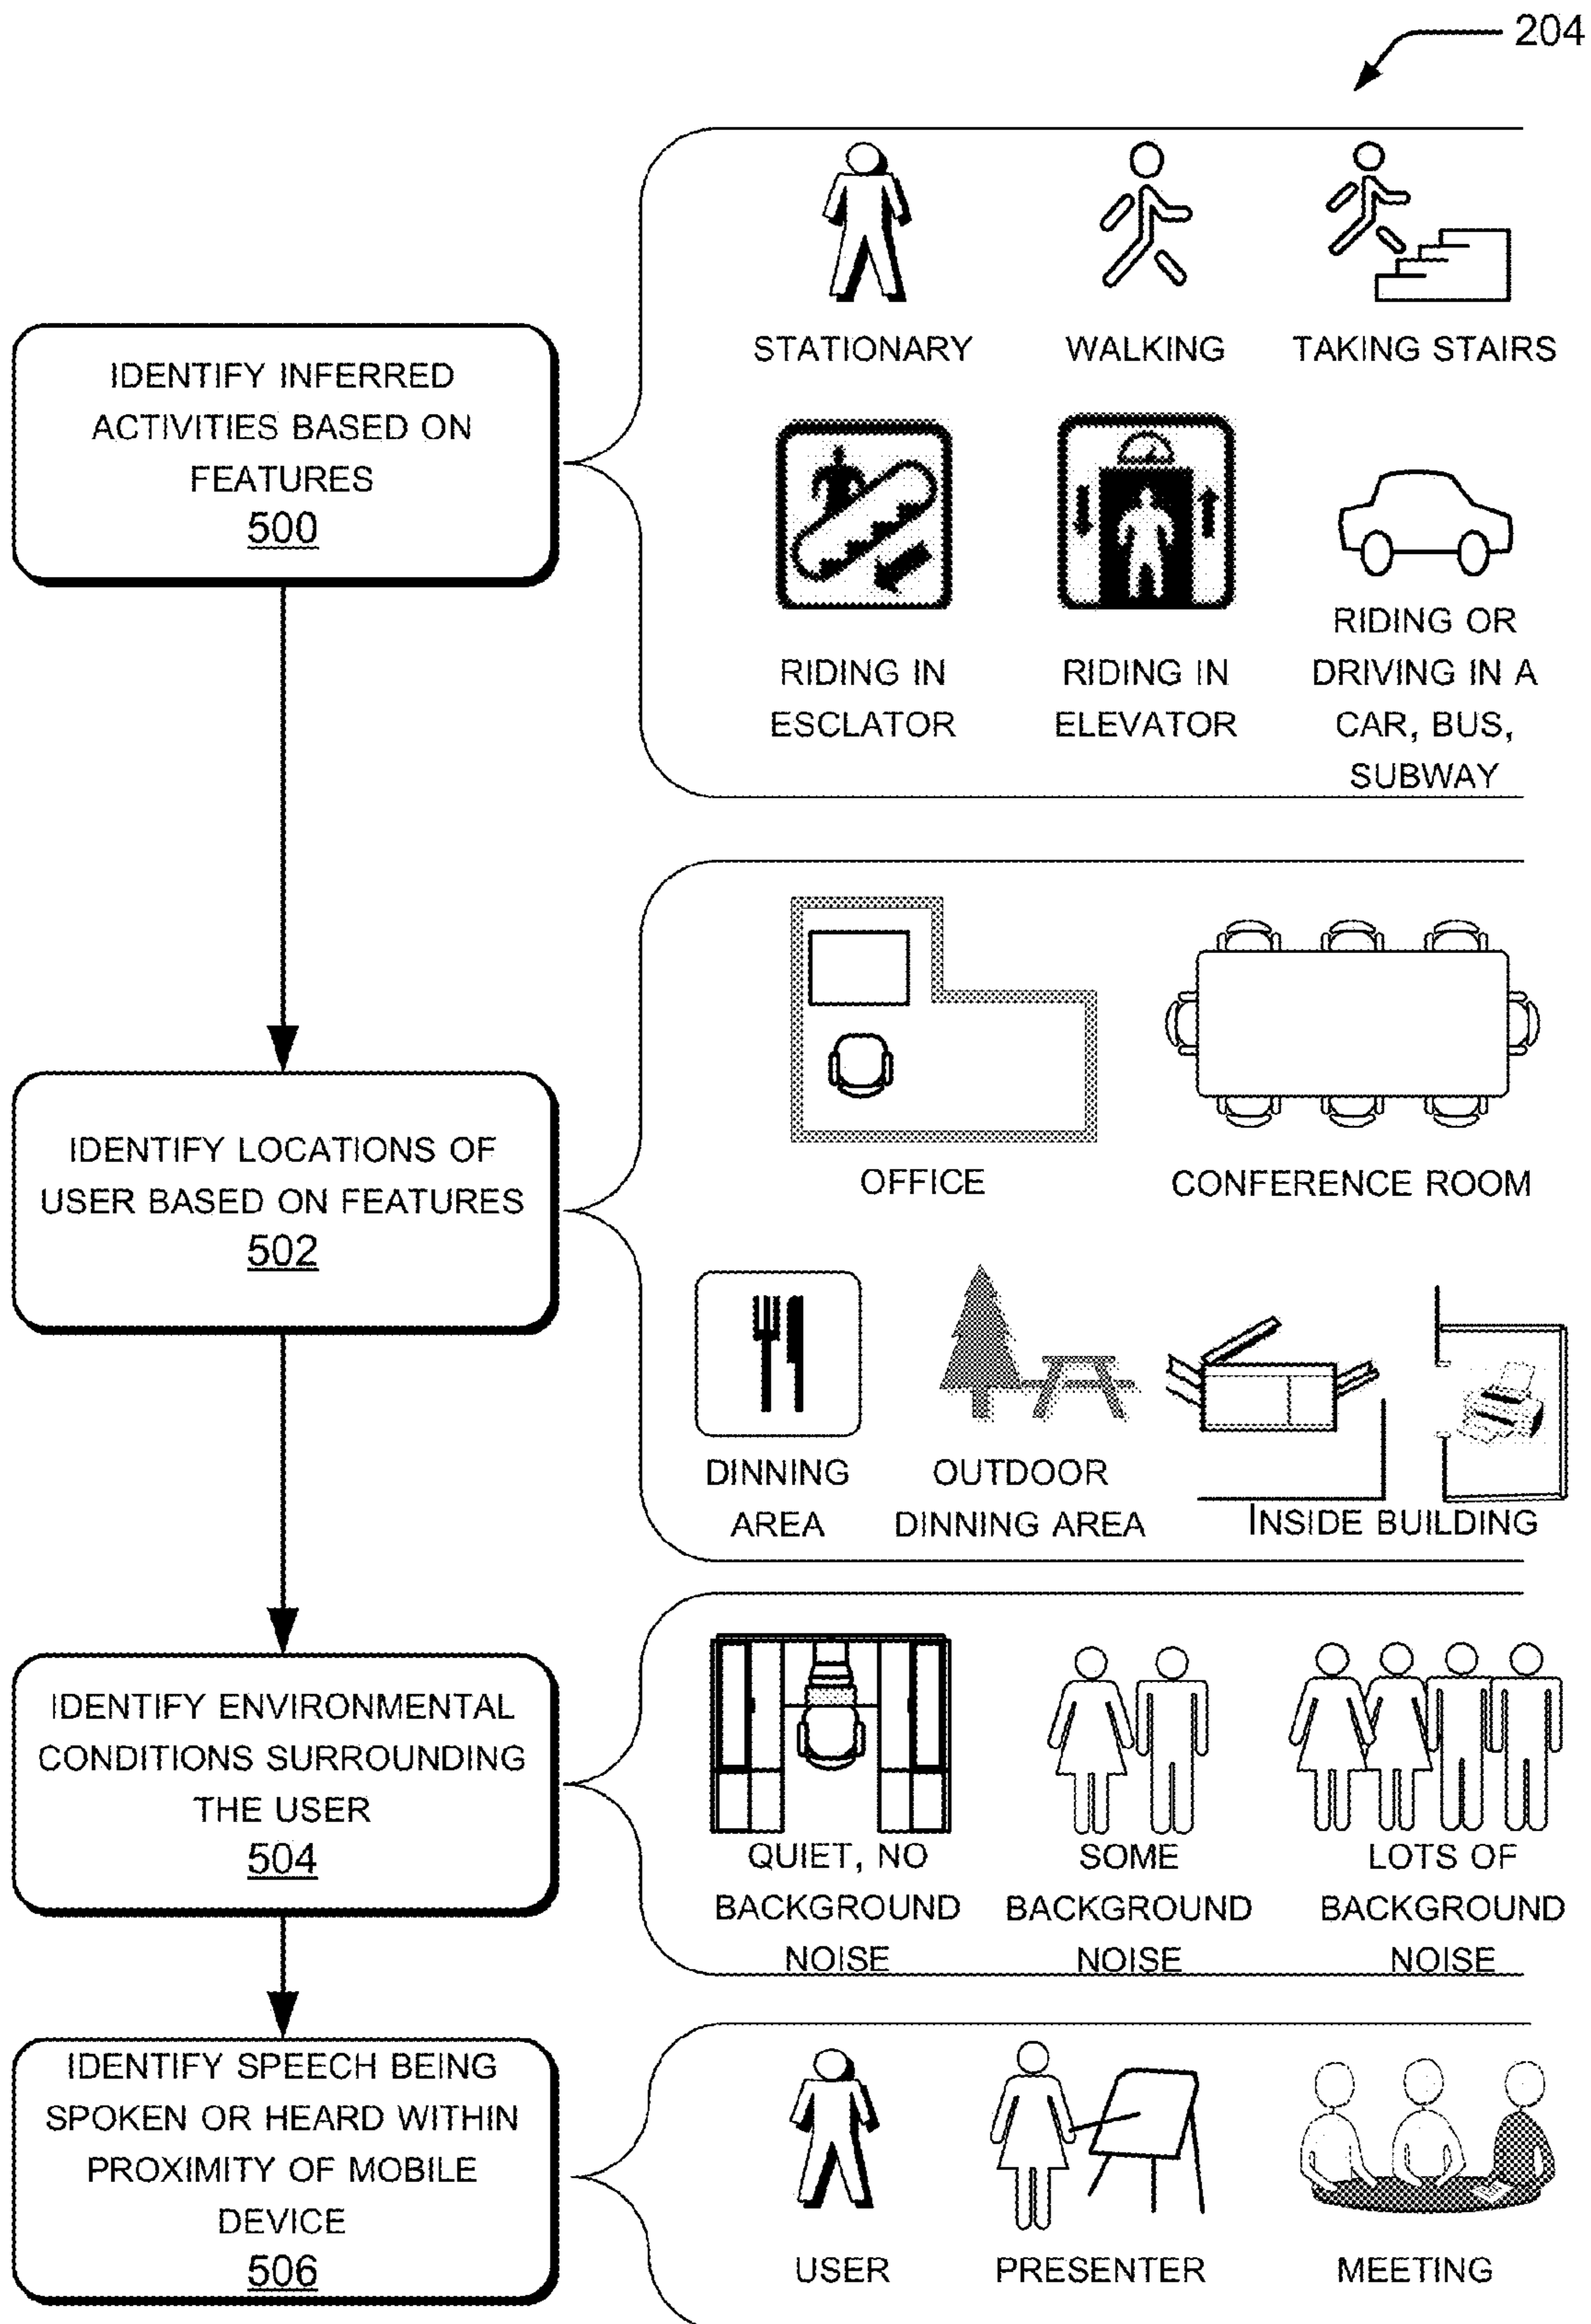 204
IDENTIFY INFERRED
ACTIVITIES BASED ON
FEATURES
500
STATIONARY
WALKING
TAKING STAIRS
RIDING IN
ESCLATOR
RIDING IN
ELEVATOR
RIDING OR
DRIVING IN A
CAR, BUS,
SUBWAY
IDENTIFY LOCATIONS OF
USER BASED ON FEATURES
502
OFFICE
CONFERENCE ROOM
DINNING
AREA
OUTDOOR
DINNING AREA
INSIDE BUILDING
IDENTIFY ENVIRONMENTAL
CONDITIONS SURROUNDING
THE USER
504
QUIET, NO
BACKGROUND
NOISE
SOME
BACKGROUND
NOISE
LOTS OF
BACKGROUND
NOISE
IDENTIFY SPEECH BEING
SPOKEN OR HEARD WITHIN
PROXIMITY OF MOBILE
DEVICE
506
USER
PRESENTER
MEETING